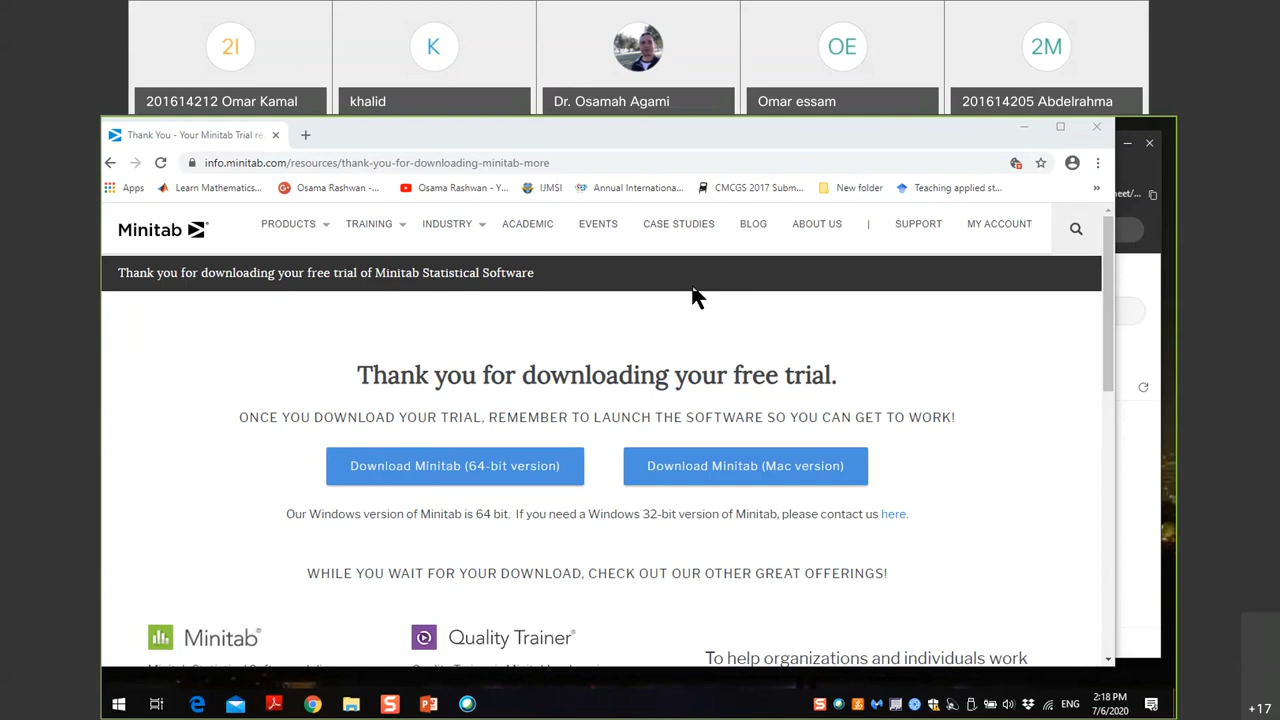 2I
K
OE
2M
201614212 Omar Kamal
khalid
Dr. Osamah Agami
Omar essam
201614205 Abdelrahma
Thank You - Your Minitab Trial re
info.minitab.com/resources/thank-you-for-downloading-minitab-more
Apps
Learn Mathematics...
Osama Rashwan -...
Osama Rashwan - Y...
IJMSI
Annual Internationa...
CMCGS 2017 Subm...
New folder
Teaching applied st...
»
Minitab
PRODUCTS
TRAINING
INDUSTRY
ACADEMIC
EVENTS
CASE STUDIES
BLOG
ABOUT US
|
SUPPORT
MY ACCOUNT
Thank you for downloading your free trial of Minitab Statistical Software
Thank you for downloading your free trial.
ONCE YOU DOWNLOAD YOUR TRIAL, REMEMBER TO LAUNCH THE SOFTWARE SO YOU CAN GET TO WORK!
Download Minitab (64-bit version)
Download Minitab (Mac version)
Our Windows version of Minitab is 64 bit. If you need a Windows 32-bit version of Minitab, please contact us here.
WHILE YOU WAIT FOR YOUR DOWNLOAD, CHECK OUT OUR OTHER GREAT OFFERINGS!
Minitab®
Quality Trainer®
To help organizations and individuals work
ENG
2:18 PM
7/6/2020
+17